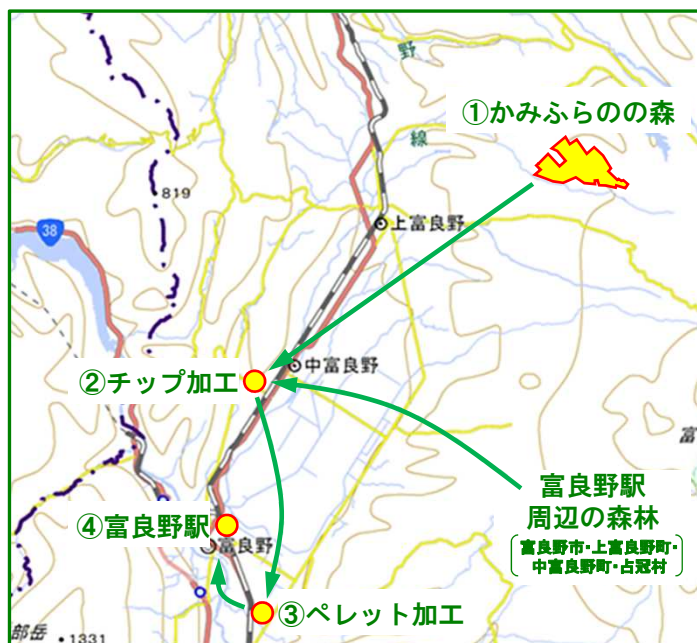 野
①かみふらのの森
線
819
38
上富良野
②チップ加工
中富良野
富
富良野駅
周辺の森林
富良野市・上富良野町・
中富良野町・占冠村
④富良野駅
富良野
③ペレット加工
部岳
・1331